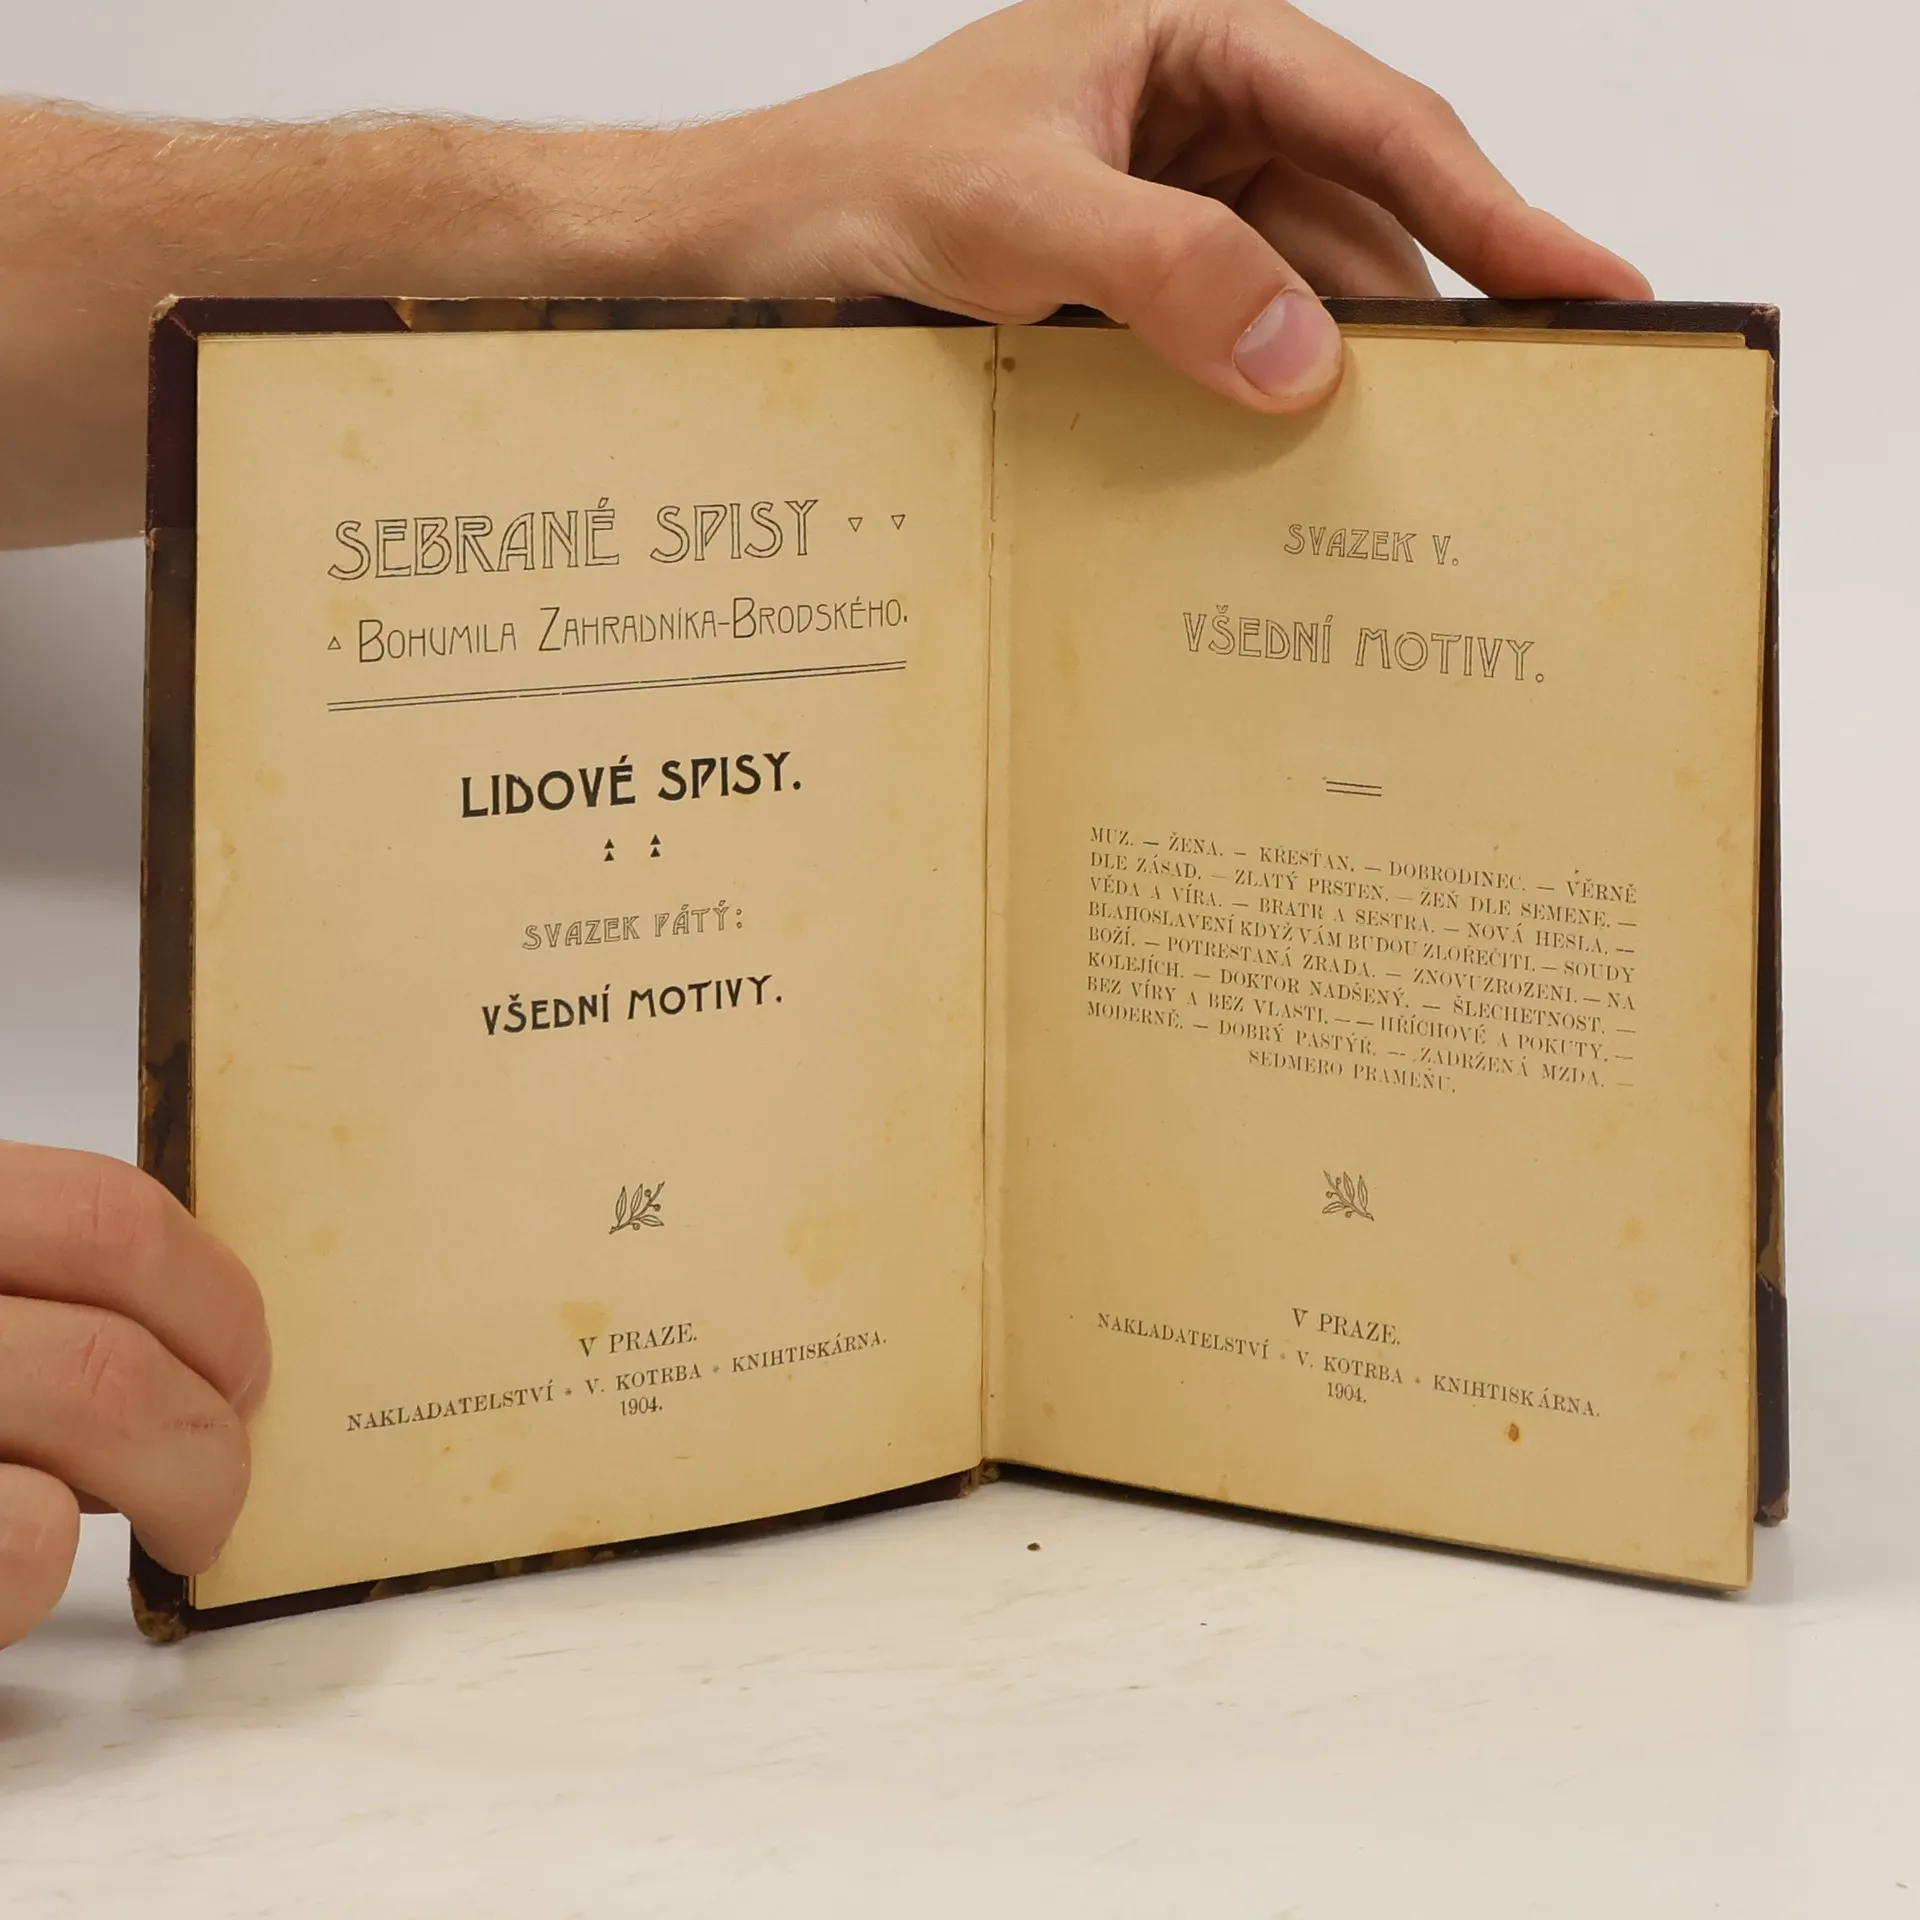 SEBRANÉ SPISY
BOHUMILA ZAHRADNÍKA-BRODSKÉHO.
LIDOVÉ SPISY.
SVAZEK PÁTÝ:
VŠEDNÍ MOTIVY.
V PRAZE.
NAKLADATELSTVÍ * V. KOTRBA * KNIHTISKÁRNA.
1904.
SVAZEK V.
VŠEDNÍ MOTIVY.
MUŽ. — ŽENA. — KŘESŤAN. — DOBRODINEC. — VĚRNĚ
DLE ZÁSAD. — ZLATÝ PRSTEN. — ŽEŇ DLE SEMENE. —
VĚDA A VÍRA. — BRATR A SESTRA. — NOVÁ HESLA. —
BLAHOSLAVENÍ KDYŽ VÁM BUDOU ZLOŘEČITI. — SOUDY
BOŽÍ. — POTRESTANÁ ZRADA. — ZNOVUZROZENI. — NA
KOLEJÍCH. — DOKTOR NADŠENÝ. — ŠLECHETNOST. —
BEZ VÍRY A BEZ VLASTI. — — HŘÍCHOVÉ A POKUTY. —
MODERNĚ. — DOBRÝ PASTÝŘ. — ZADRŽENÁ MZDA. —
SEDMERO PRAMENŮ.
V PRAZE.
NAKLADATELSTVÍ * V. KOTRBA * KNIHTISKÁRNA.
1904.